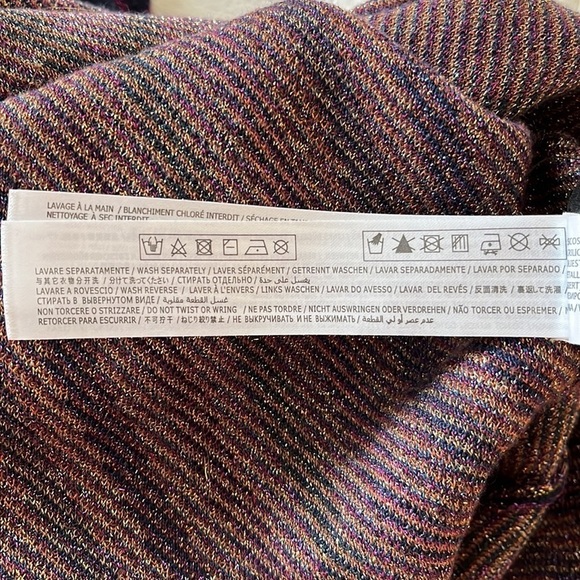 LAVAGE À LA MAIN / BLANCHIMENT CHLORÉ INTERDIT / SÉCHAGE EN
NETTOYAGE À SEC INTERDIT
LAVARE SEPARATAMENTE / WASH SEPARATELY / LAVER SÉPARÉMENT / GETRENNT WASCHEN / LAVAR SEPARADAMENTE / LAVAR POR SEPARADO
与其它衣物分开洗 / 分けて洗ってください / СТИРАТЬ ОТДЕЛЬНО / يغسل على حدة
LAVARE A ROVESCIO / WASH REVERSE / LAVER À L'ENVERS / LINKS WASCHEN / LAVAR DO AVESSO / LAVAR DEL REVÉS / 反面清洗 / 裏返して洗濯
СТИРАТЬ В ВЫВЕРНУТОМ ВИДЕ / غسل القطعة مقلوبة
NON TORCERE O STRIZZARE / DO NOT TWIST OR WRING / NE PAS TORDRE / NICHT AUSWRINGEN ODER VERDREHEN / NÃO TORCER OU ESPREMER /
RETORCER PARA ESCURRIR / 不可拧干 / ねじり絞り禁止 / НЕ ВЫКРУЧИВАТЬ И НЕ ВЫЖИМАТЬ / عدم عصر أو لي القطعة